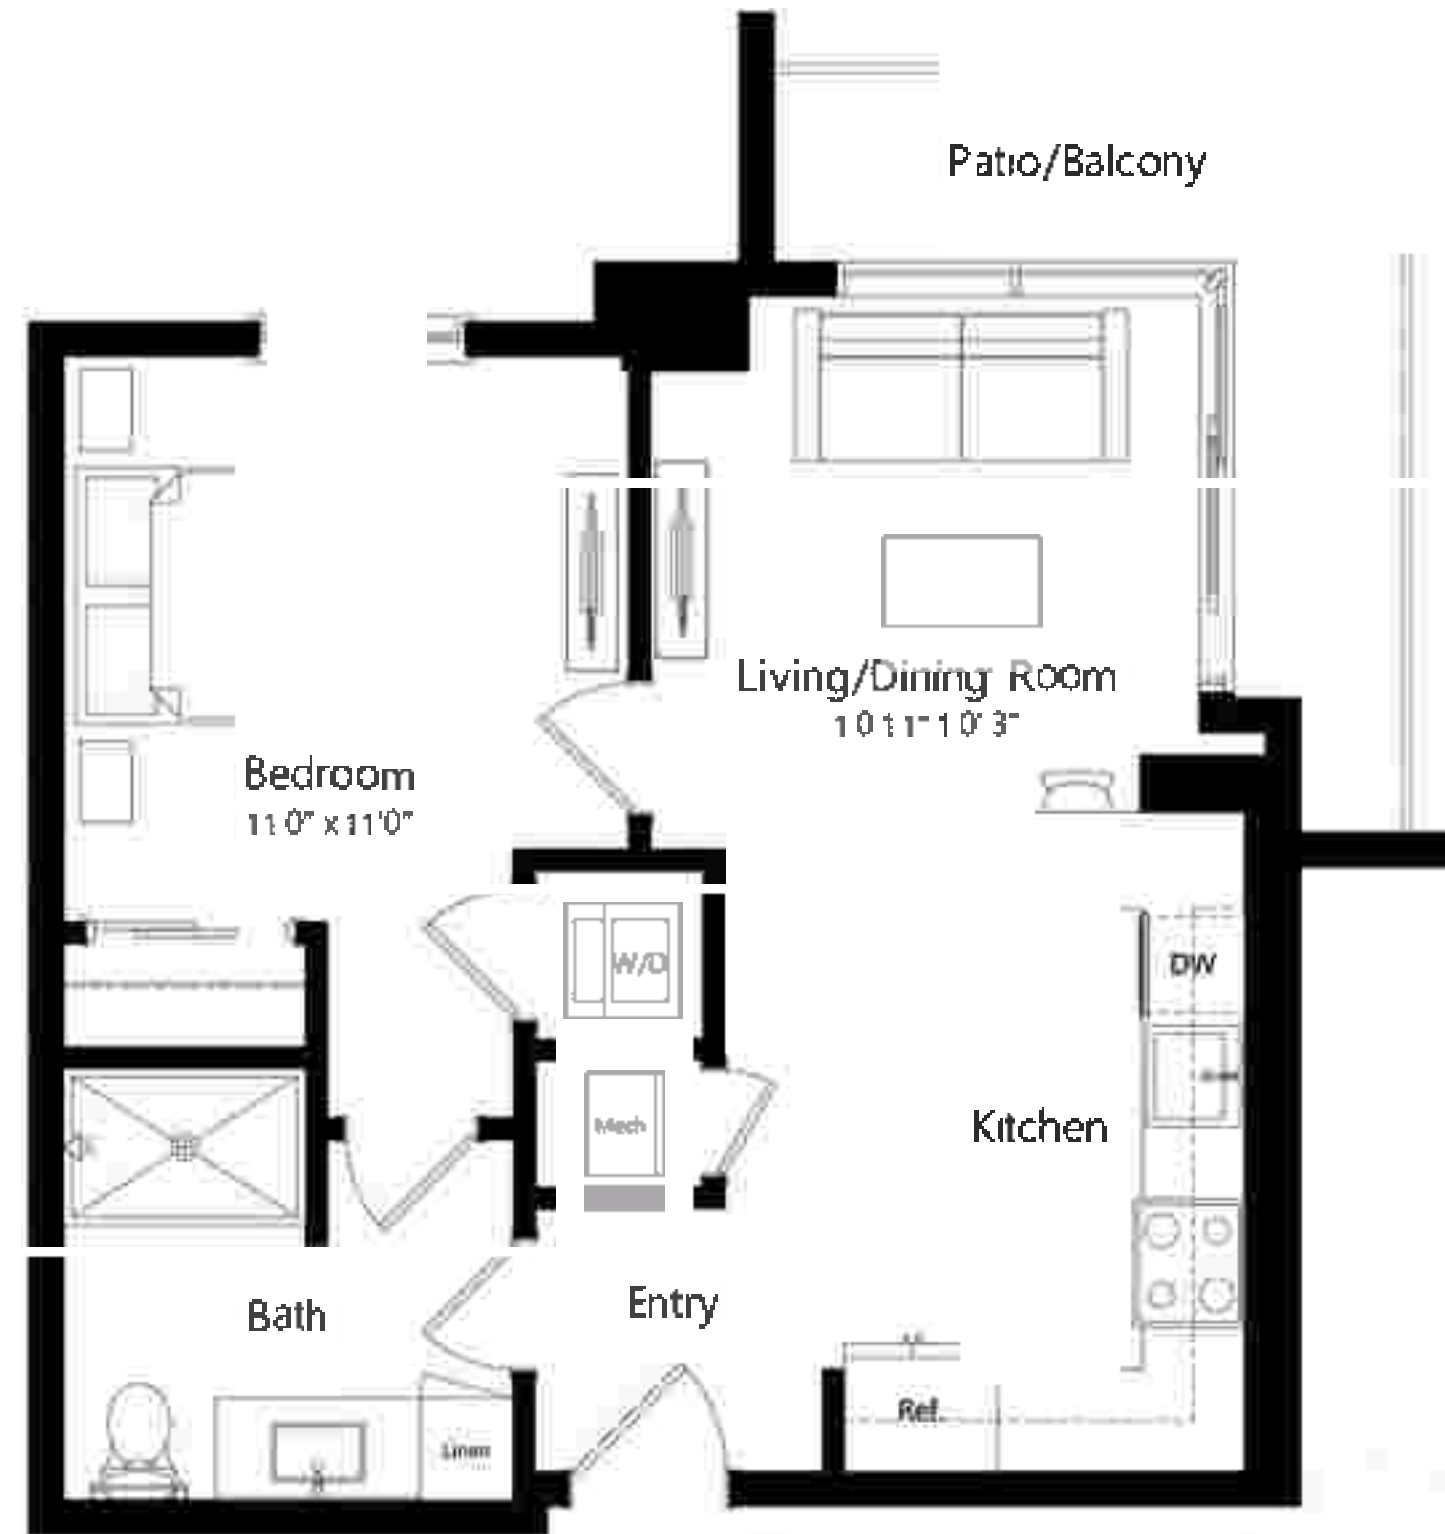 Patio/Balcony
Living/Dining Room
Bedroom
11'0" x 11'0"
W/D
DW
Mech
Kitchen
Entry
Bath
Ref.
Linen